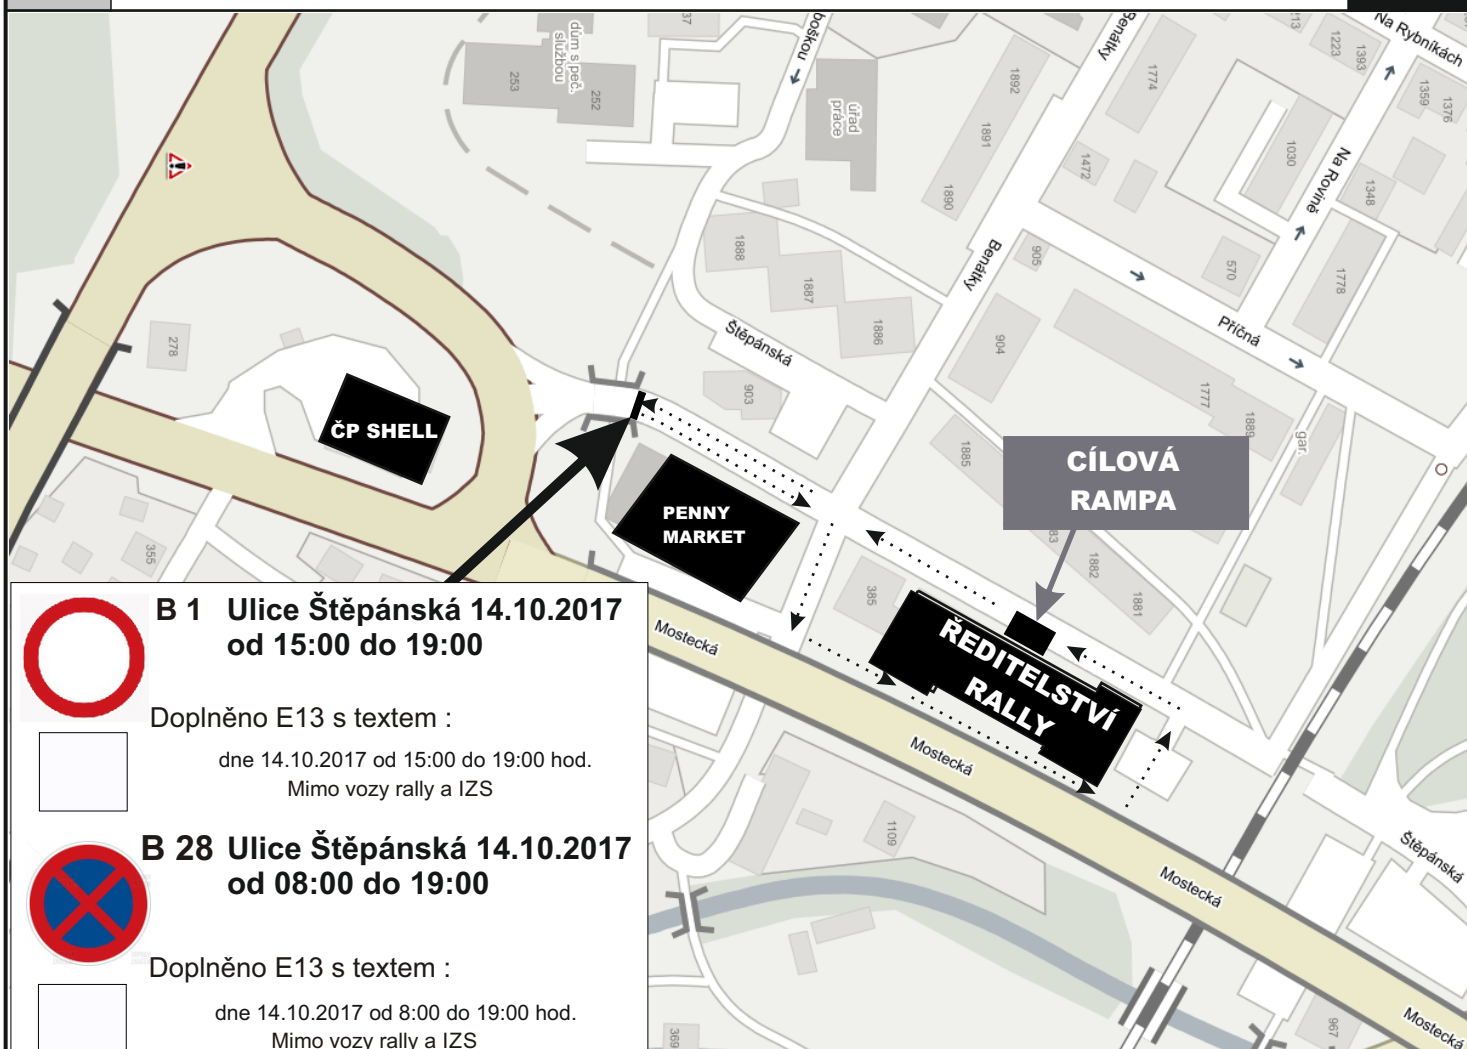 37
dům s peč.
službou
253
252
boškou
úřad
práce
1892
1891
1890
Benátky
1774
1472
213
1223
1393
Na Rybníkách
1359
1376
1030
Na Rovině
1348
1888
1887
1886
Štěpánská
903
Benátky
905
904
570
1778
Příčná
1777
1889
gar.
278
ČP SHELL
355
PENNY
MARKET
1885
CÍLOVÁ
RAMPA
83
1882
1881
385
ŘEDITELSTVÍ
RALLY
Mostecká
Mostecká
1109
Mostecká
Štěpánská
967
Mostecká
369
B 1 Ulice Štěpánská 14.10.2017
od 15:00 do 19:00
Doplněno E13 s textem :
dne 14.10.2017 od 15:00 do 19:00 hod.
Mimo vozy rally a IZS
B 28 Ulice Štěpánská 14.10.2017
od 08:00 do 19:00
Doplněno E13 s textem :
dne 14.10.2017 od 8:00 do 19:00 hod.
Mimo vozy rally a IZS